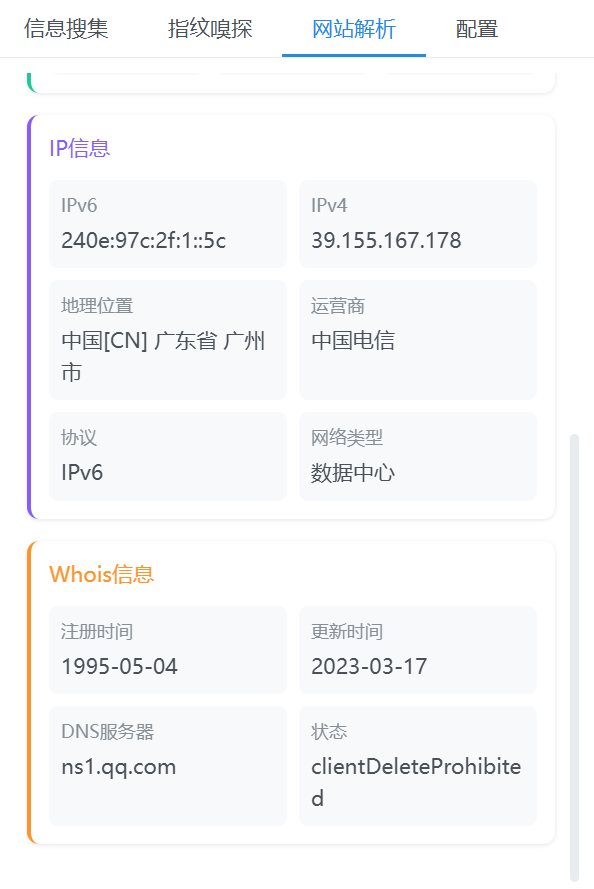 信息搜集 指纹嗅探 网站解析 配置
IP信息
IPv6 IPv4
240e:97c:2f:1::5c 39.155.167.178
地理位置 运营商
中国[CN] 广东省 广州 中国电信
市
协议 网络类型
IPv6 数据中心
Whois信息
注册时间 更新时间
1995-05-04 2023-03-17
DNS服务器 状态
ns1.qq.com clientDeleteProhibite
d